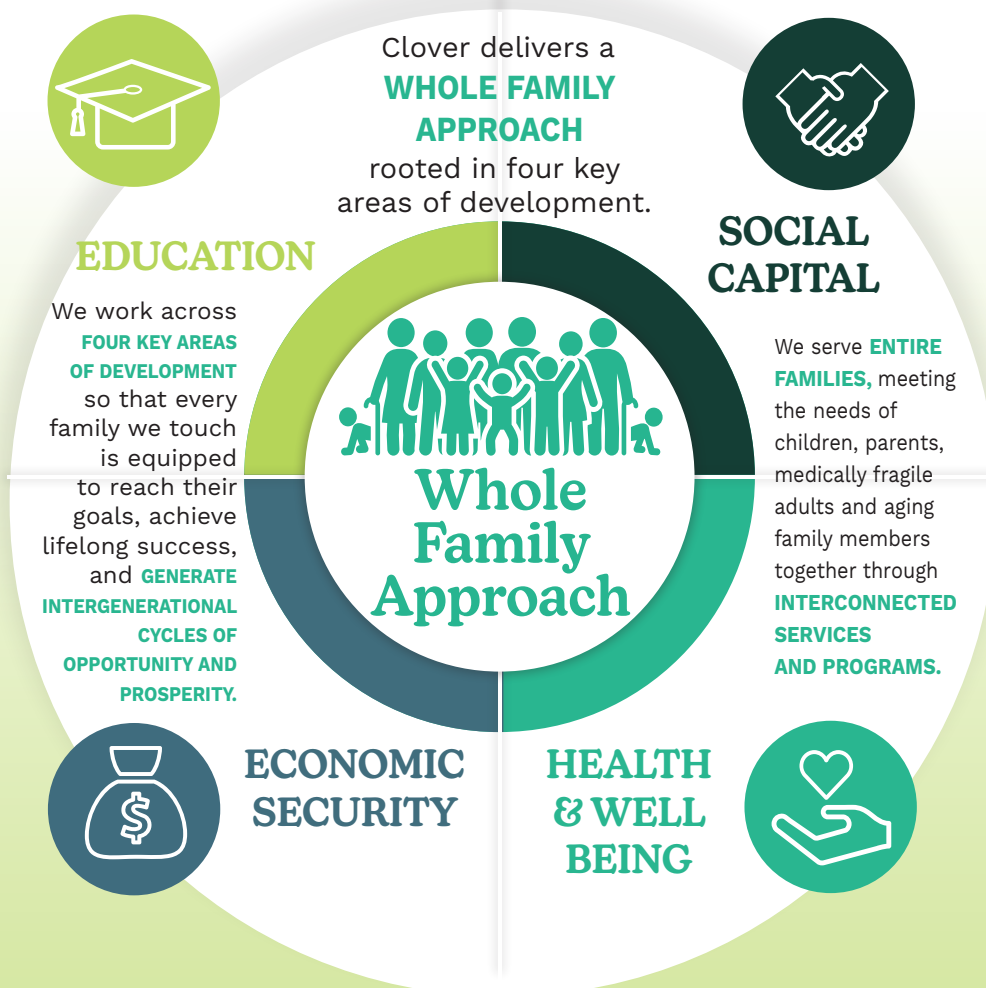 Clover delivers a
WHOLE FAMILY
APPROACH
rooted in four key
areas of development.
EDUCATION
We work across
FOUR KEY AREAS
OF DEVELOPMENT
so that every
family we touch
is equipped
to reach their
goals, achieve
lifelong success,
and GENERATE
INTERGENERATIONAL
CYCLES OF
OPPORTUNITY AND
PROSPERITY.
SOCIAL
CAPITAL
We serve ENTIRE
FAMILIES, meeting
the needs of
children, parents,
medically fragile
adults and aging
family members
together through
INTERCONNECTED
SERVICES
AND PROGRAMS.
Whole
Family
Approach
$
ECONOMIC
SECURITY
HEALTH
& WELL
BEING